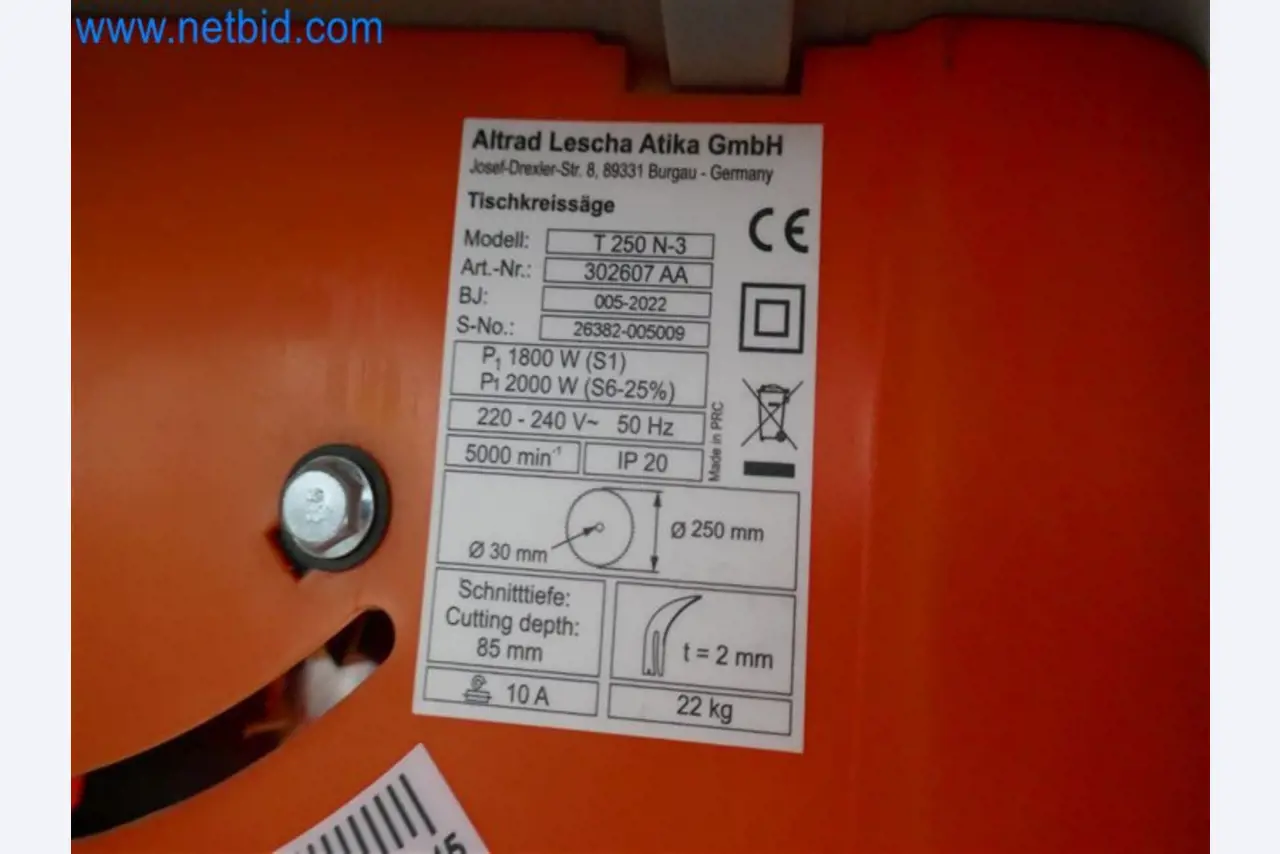 www.netbid.com
Altrad Lescha Atika GmbH
Josef-Drexler-Str. 8, 89331 Burgau - Germany
Tischkreissäge
Modell: T 250 N-3
Art.-Nr.: 302607 AA
BJ: 005-2022
S-No.: 26382-005009
P₁ 1800 W (S1)
P₁ 2000 W (S6-25%)
220 - 240 V~ 50 Hz
5000 min⁻¹ IP 20
Made in PRC
Ø 30 mm
Ø 250 mm
Schnitttiefe:
Cutting depth:
85 mm
t = 2 mm
10 A
22 kg